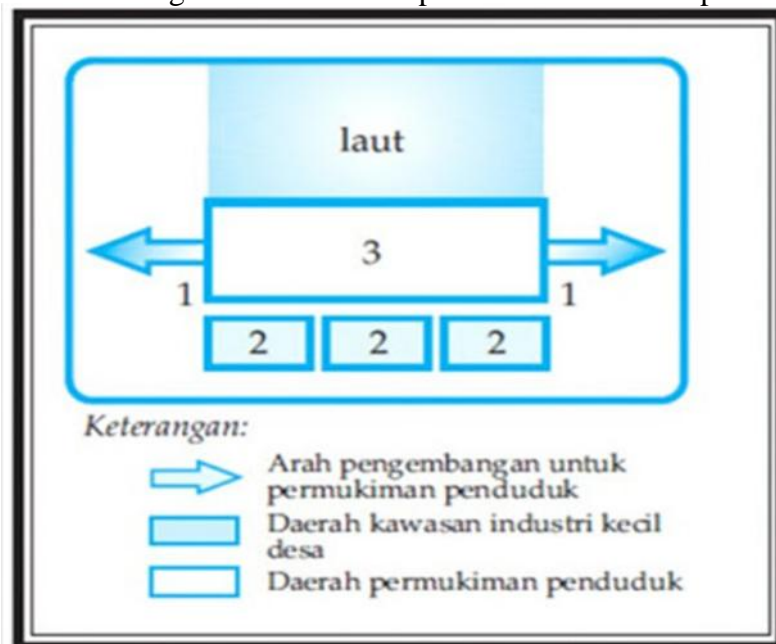 laut
3
1 1
2 2 2
Keterangan:
Arah pengembangan untuk
permukiman penduduk
Daerah kawasan industri kecil
desa
Daerah permukiman penduduk